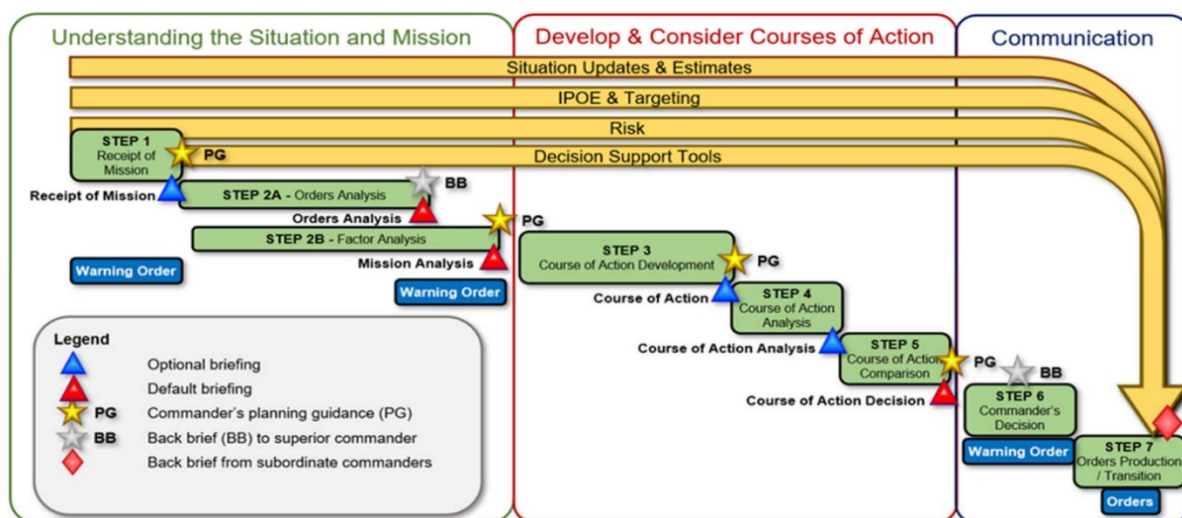 Understanding the Situation and Mission
Develop & Consider Courses of Action
Communication
Situation Updates & Estimates
IPOE & Targeting
Risk
Decision Support Tools
STEP 1
Receipt of
Mission
PG
Receipt of Mission
STEP 2A - Orders Analysis
BB
Orders Analysis
STEP 2B - Factor Analysis
PG
Mission Analysis
Warning Order
Warning Order
STEP 3
Course of Action Development
PG
Course of Action
STEP 4
Course of Action
Analysis
Course of Action Analysis
STEP 5
Course of Action
Comparison
PG
Course of Action Decision
BB
STEP 6
Commander's
Decision
Warning Order
STEP 7
Orders Production
/ Transition
Orders
Legend
Optional briefing
Default briefing
PG Commander's planning guidance (PG)
BB Back brief (BB) to superior commander
Back brief from subordinate commanders